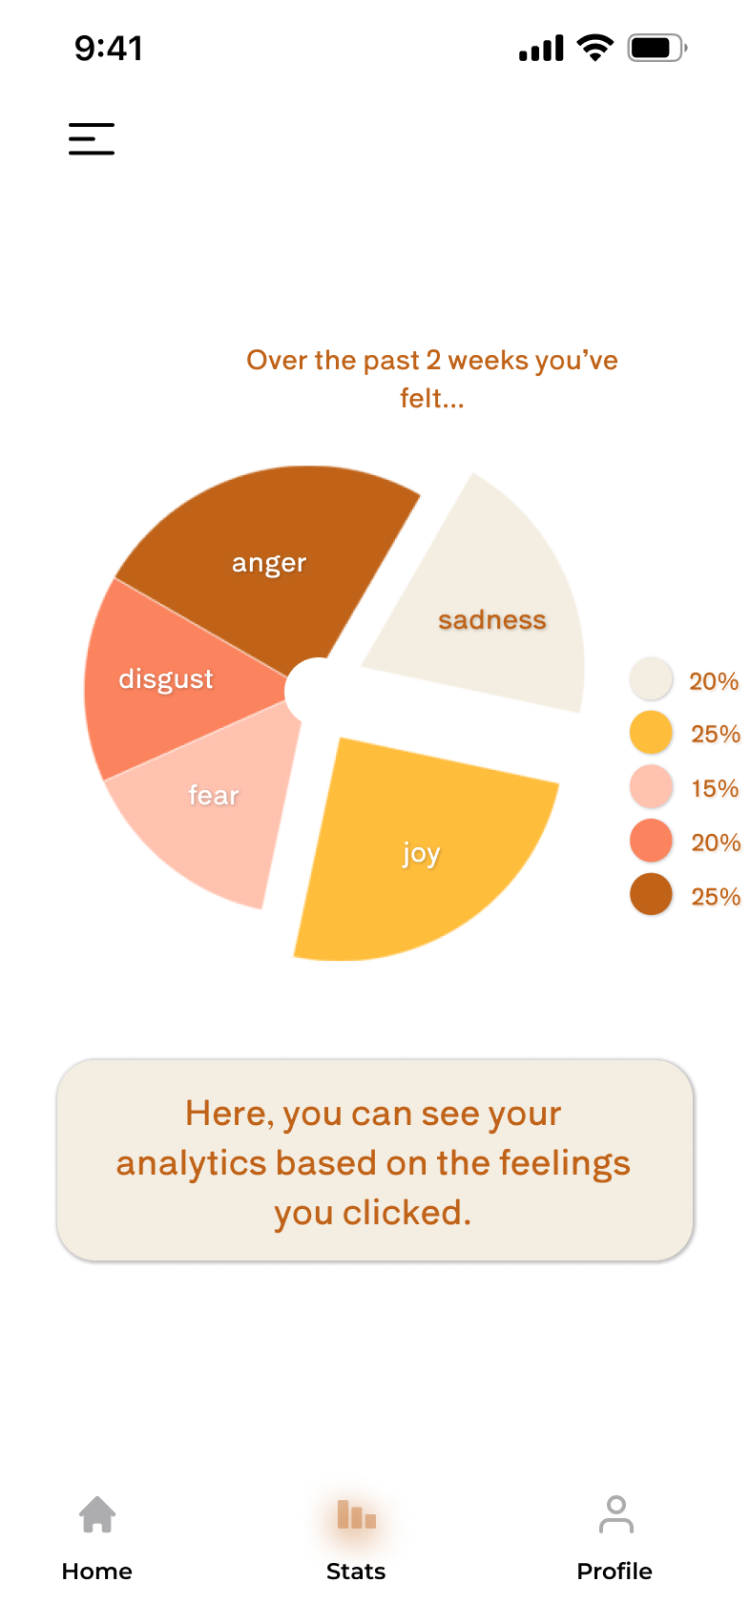 9:41
Over the past 2 weeks you’ve
felt...
anger
sadness
disgust
fear
joy
20%
25%
15%
20%
25%
Here, you can see your
analytics based on the feelings
you clicked.
Home
Stats
Profile